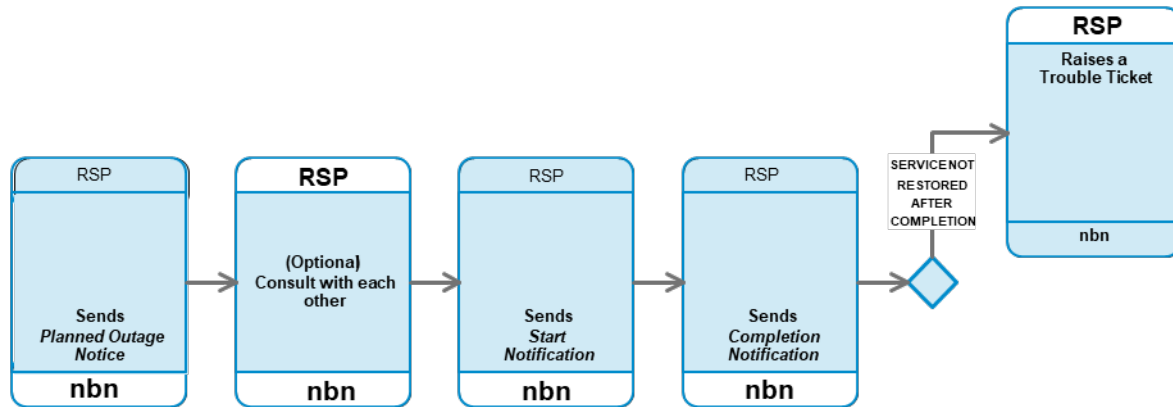 RSP
Sends
Planned Outage
Notice
nbn
RSP
(Optional)
Consult with each
other
nbn
RSP
Sends
Start
Notification
nbn
RSP
Sends
Completion
Notification
nbn
SERVICE NOT
RESTORED
AFTER
COMPLETION
RSP
Raises a
Trouble Ticket
nbn